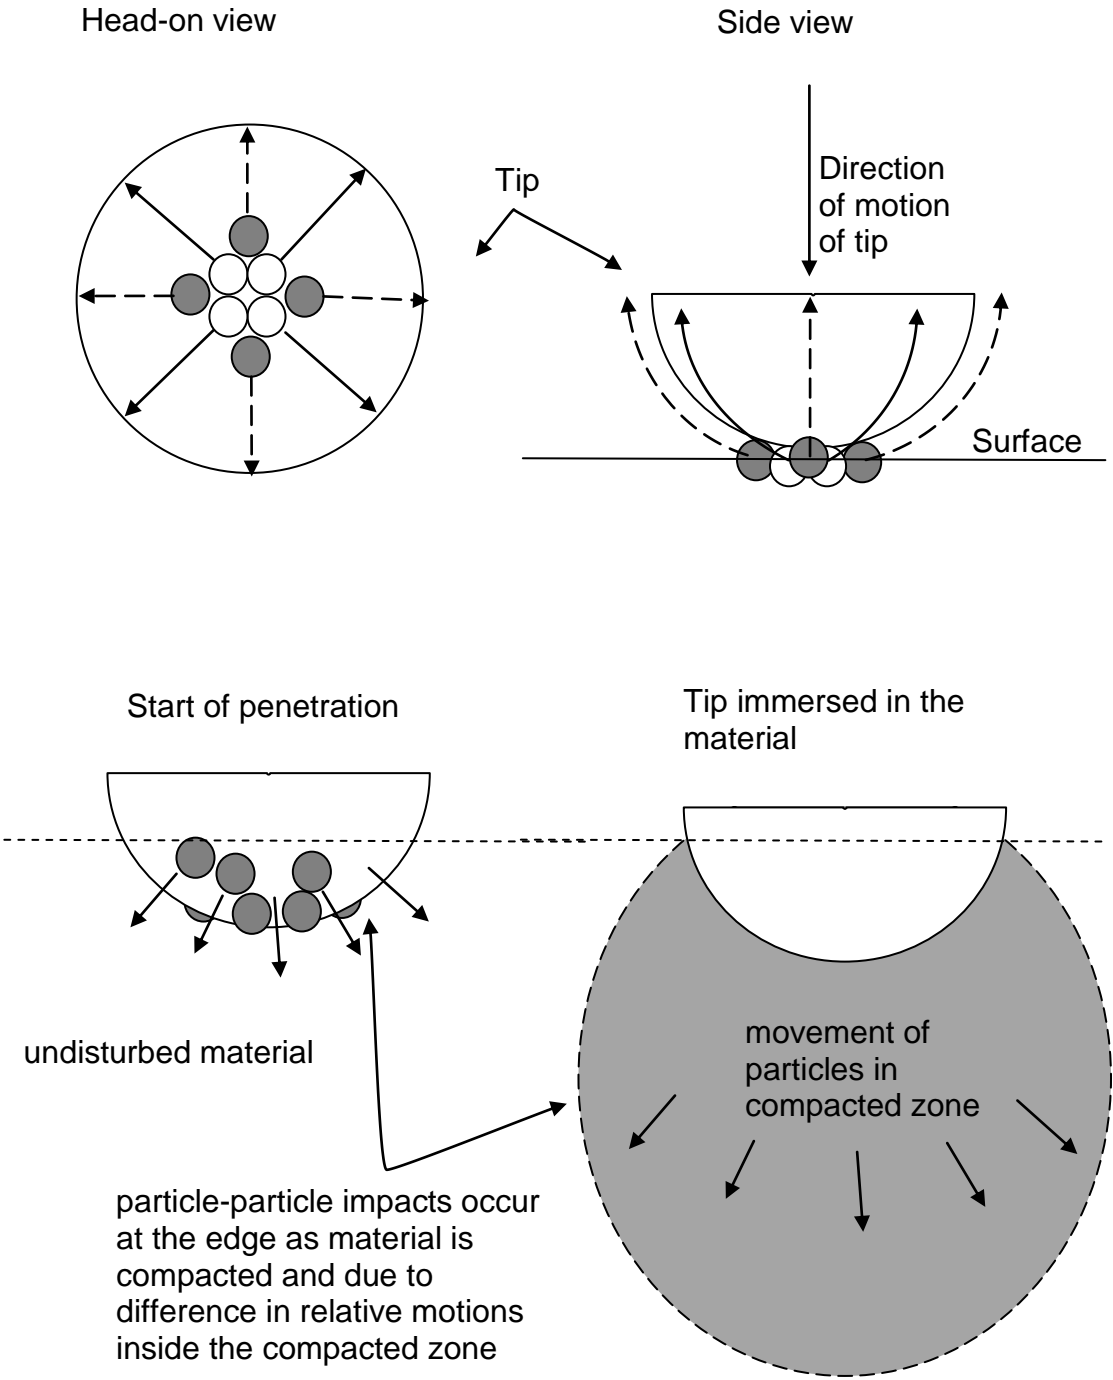 Head-on view
Side view
Tip
Direction
of motion
of tip
Surface
Start of penetration
Tip immersed in the
material
undisturbed material
movement of
particles in
compacted zone
particle-particle impacts occur
at the edge as material is
compacted and due to
difference in relative motions
inside the compacted zone